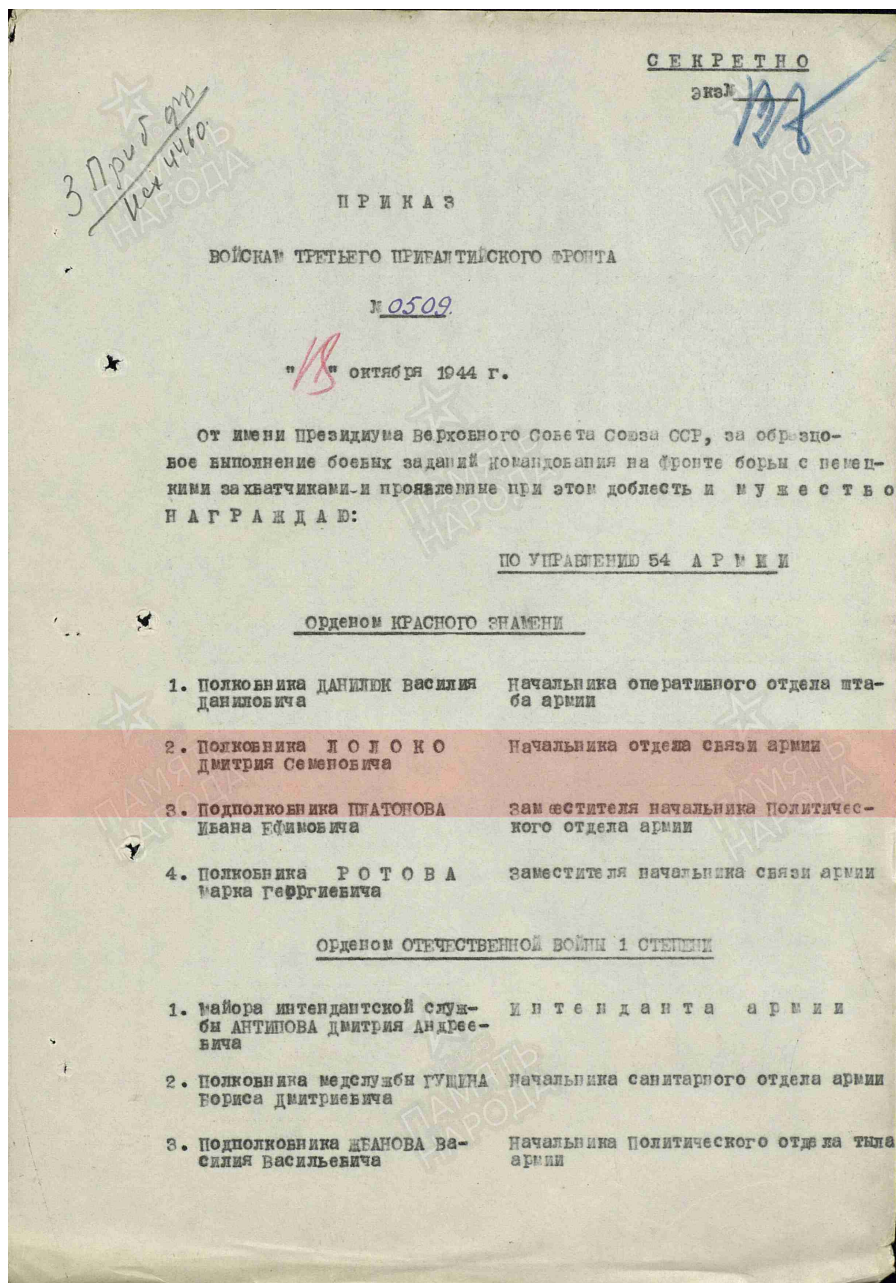 СЕКРЕТНО
экз№ 
3 Приб фр
Исх 4460.
ПРИКАЗ
ВОЙСКАМ ТРЕТЬЕГО ПРИБАЛТИЙСКОГО ФРОНТА
№ 0509.
"18" октября 1944 г.
От имени Президиума Верховного Совета Союза ССР, за образцо-
вое выполнение боевых заданий командования на фронте борьбы с немец-
кими захватчиками и проявленные при этом доблесть и мужество
НАГРАЖДАЮ:
ПО УПРАВЛЕНИЮ 54 АРМИИ
Орденом КРАСНОГО ЗНАМЕНИ
1. Полковника ДАНИЛЮК Василия Начальника оперативного отдела шта-
Даниловича ба армии
2. Полковника ЛОЛОКО Начальника отдела связи армии
Дмитрия Семеновича
3. Подполковника ПЛАТОНОВА Заместителя начальника Политичес-
Ивана Ефимовича кого отдела армии
4. Полковника РОТОВА Заместителя начальника связи армии
Марка Георгиевича
Орденом ОТЕЧЕСТВЕННОЙ ВОЙНЫ 1 СТЕПЕНИ
1. Майора интендантской служ- Интенданта армии
бы АНТИПОВА Дмитрия Андрее-
вича
2. Полковника медслужбы ГУЩИНА Начальника санитарного отдела армии
Бориса Дмитриевича
3. Подполковника ЖБАНОВА Ва- Начальника Политического отдела тыла
силия Васильевича армии
ПАМЯТЬ
НАРОДА